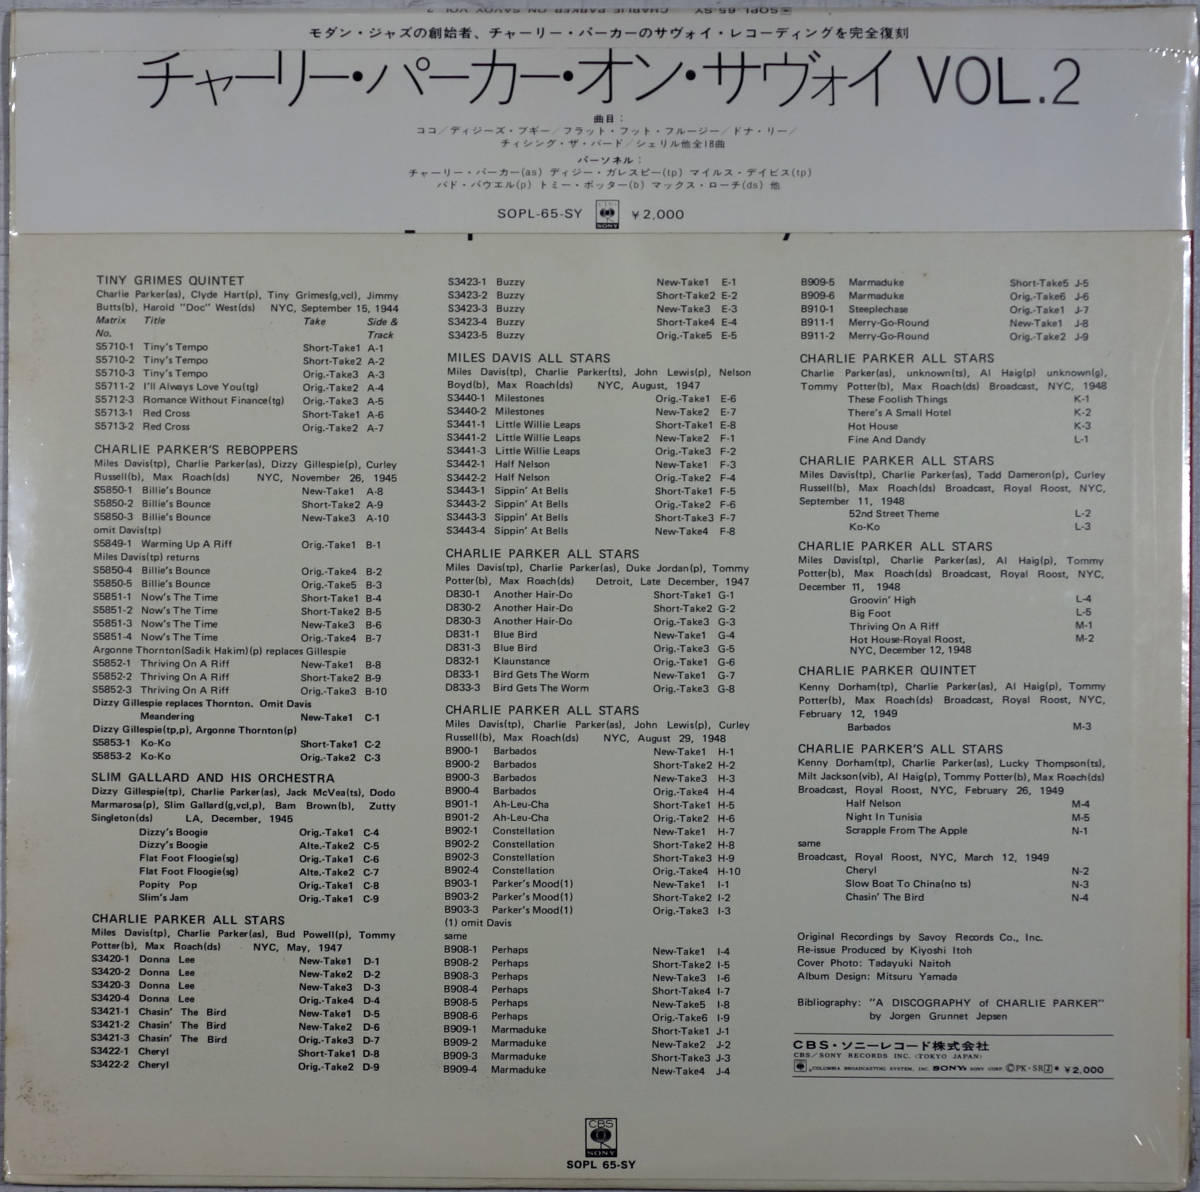 SOPL 65-SY CHARLIE PARKER ON SAVOY VOL 2
モダン・ジャズの創始者、チャーリー・パーカーのサヴォイ・レコーディングを完全復刻
チャーリー・パーカー・オン・サヴォイ VOL.2
曲目：
ココ/ディジーズ・ブギー/フラット・フット・フルージー/ドナ・リー/
チィシング・ザ・バード/シェリル他全18曲
パーソネル：
チャーリー・パーカー(as) ディジー・ガレスピー(tp) マイルス・デイビス(tp)
バド・パウエル(p) トミー・ポッター(b) マックス・ローチ(ds) 他
SOPL-65-SY CBS SONY ¥2,000
TINY GRIMES QUINTET
Charlie Parker(as), Clyde Hart(p), Tiny Grimes(g,vcl), Jimmy
Butts(b), Harold "Doc" West(ds) NYC, September 15, 1944
Matrix Title Take Side &
No. Track
S5710-1 Tiny's Tempo Short-Take1 A-1
S5710-2 Tiny's Tempo Short-Take2 A-2
S5710-3 Tiny's Tempo Orig.-Take3 A-3
S5711-2 I'll Always Love You(tg) Orig.-Take2 A-4
S5712-3 Romance Without Finance(tg) Orig.-Take3 A-5
S5713-1 Red Cross Short-Take1 A-6
S5713-2 Red Cross Orig.-Take2 A-7
CHARLIE PARKER'S REBOPPERS
Miles Davis(tp), Charlie Parker(as), Dizzy Gillespie(p), Curley
Russell(b), Max Roach(ds) NYC, November 26, 1945
S5850-1 Billie's Bounce New-Take1 A-8
S5850-2 Billie's Bounce Short-Take2 A-9
S5850-3 Billie's Bounce New-Take3 A-10
omit Davis(tp)
S5849-1 Warming Up A Riff Orig.-Take1 B-1
Miles Davis(tp) returns
S5850-4 Billie's Bounce Orig.-Take4 B-2
S5850-5 Billie's Bounce Orig.-Take5 B-3
S5851-1 Now's The Time Short-Take1 B-4
S5851-2 Now's The Time Short-Take2 B-5
S5851-3 Now's The Time New-Take3 B-6
S5851-4 Now's The Time Orig.-Take4 B-7
Argonne Thornton(Sadik Hakim)(p) replaces Gillespie
S5852-1 Thriving On A Riff New-Take1 B-8
S5852-2 Thriving On A Riff Short-Take2 B-9
S5852-3 Thriving On A Riff Orig.-Take3 B-10
Dizzy Gillespie replaces Thornton. Omit Davis
Meandering New-Take1 C-1
Dizzy Gillespie(tp,p), Argonne Thornton(p)
S5853-1 Ko-Ko Short-Take1 C-2
S5853-2 Ko-Ko Orig.-Take2 C-3
SLIM GALLARD AND HIS ORCHESTRA
Dizzy Gillespie(tp), Charlie Parker(as), Jack McVea(ts), Dodo
Marmarosa(p), Slim Gallard(g,vcl,p), Bam Brown(b), Zutty
Singleton(ds) LA, December, 1945
Dizzy's Boogie Orig.-Take1 C-4
Dizzy's Boogie Alte.-Take2 C-5
Flat Foot Floogie(sg) Orig.-Take1 C-6
Flat Foot Floogie(sg) Alte.-Take2 C-7
Popity Pop Orig.-Take1 C-8
Slim's Jam Orig.-Take1 C-9
CHARLIE PARKER ALL STARS
Miles Davis(tp), Charlie Parker(as), Bud Powell(p), Tommy
Potter(b), Max Roach(ds) NYC, May, 1947
S3420-1 Donna Lee New-Take1 D-1
S3420-2 Donna Lee New-Take2 D-2
S3420-3 Donna Lee New-Take3 D-3
S3420-4 Donna Lee Orig.-Take4 D-4
S3421-1 Chasin' The Bird New-Take1 D-5
S3421-2 Chasin' The Bird New-Take2 D-6
S3421-3 Chasin' The Bird Orig.-Take3 D-7
S3422-1 Cheryl Short-Take1 D-8
S3422-2 Cheryl Orig.-Take2 D-9
S3423-1 Buzzy New-Take1 E-1
S3423-2 Buzzy Short-Take2 E-2
S3423-3 Buzzy New-Take3 E-3
S3423-4 Buzzy Short-Take4 E-4
S3423-5 Buzzy Orig.-Take5 E-5
MILES DAVIS ALL STARS
Miles Davis(tp), Charlie Parker(ts), John Lewis(p), Nelson
Boyd(b), Max Roach(ds) NYC, August, 1947
S3440-1 Milestones Orig.-Take1 E-6
S3440-2 Milestones New-Take2 E-7
S3441-1 Little Willie Leaps Short-Take1 E-8
S3441-2 Little Willie Leaps New-Take2 F-1
S3441-3 Little Willie Leaps Orig.-Take3 F-2
S3442-1 Half Nelson New-Take1 F-3
S3442-2 Half Nelson Orig.-Take2 F-4
S3443-1 Sippin' At Bells Short-Take1 F-5
S3443-2 Sippin' At Bells Orig.-Take2 F-6
S3443-3 Sippin' At Bells Short-Take3 F-7
S3443-4 Sippin' At Bells New-Take4 F-8
CHARLIE PARKER ALL STARS
Miles Davis(tp), Charlie Parker(as), Duke Jordan(p), Tommy
Potter(b), Max Roach(ds) Detroit, Late December, 1947
D830-1 Another Hair-Do Short-Take1 G-1
D830-2 Another Hair-Do Short-Take2 G-2
D830-3 Another Hair-Do Orig.-Take3 G-3
D831-1 Blue Bird New-Take1 G-4
D831-3 Blue Bird Orig.-Take3 G-5
D832-1 Klaunstance Orig.-Take1 G-6
D833-1 Bird Gets The Worm New-Take1 G-7
D833-3 Bird Gets The Worm Orig.-Take3 G-8
CHARLIE PARKER ALL STARS
Miles Davis(tp), Charlie Parker(as), John Lewis(p), Curley
Russell(b), Max Roach(ds) NYC, August 29, 1948
B900-1 Barbados New-Take1 H-1
B900-2 Barbados Short-Take2 H-2
B900-3 Barbados New-Take3 H-3
B900-4 Barbados Orig.-Take4 H-4
B901-1 Ah-Leu-Cha Short-Take1 H-5
B901-2 Ah-Leu-Cha Orig.-Take2 H-6
B902-1 Constellation New-Take1 H-7
B902-2 Constellation Short-Take2 H-8
B902-3 Constellation Short-Take3 H-9
B902-4 Constellation Orig.-Take4 H-10
B903-1 Parker's Mood(1) New-Take1 I-1
B903-2 Parker's Mood(1) Short-Take2 I-2
B903-3 Parker's Mood(1) Orig.-Take3 I-3
(1) omit Davis
same
B908-1 Perhaps New-Take1 I-4
B908-2 Perhaps Short-Take2 I-5
B908-3 Perhaps New-Take3 I-6
B908-4 Perhaps Short-Take4 I-7
B908-5 Perhaps New-Take5 I-8
B908-6 Perhaps Orig.-Take6 I-9
B909-1 Marmaduke Short-Take1 J-1
B909-2 Marmaduke New-Take2 J-2
B909-3 Marmaduke Short-Take3 J-3
B909-4 Marmaduke New-Take4 J-4
B909-5 Marmaduke Short-Take5 J-5
B909-6 Marmaduke Orig.-Take6 J-6
B910-1 Steeplechase Orig.-Take1 J-7
B911-1 Merry-Go-Round New-Take1 J-8
B911-2 Merry-Go-Round Orig.-Take2 J-9
CHARLIE PARKER ALL STARS
Charlie Parker(as), unknown(ts), Al Haig(p) unknown(g),
Tommy Potter(b), Max Roach(ds) Broadcast, NYC, 1948
These Foolish Things K-1
There's A Small Hotel K-2
Hot House K-3
Fine And Dandy L-1
CHARLIE PARKER ALL STARS
Miles Davis(tp), Charlie Parker(as), Tadd Dameron(p), Curley
Russell(b), Max Roach(ds) Broadcast, Royal Roost, NYC,
September 11, 1948
52nd Street Theme L-2
Ko-Ko L-3
CHARLIE PARKER ALL STARS
Miles Davis(tp), Charlie Parker(as), Al Haig(p), Tommy
Potter(b), Max Roach(ds) Broadcast, Royal Roost, NYC,
December 11, 1948
Groovin' High L-4
Big Foot L-5
Thriving On A Riff M-1
Hot House-Royal Roost, M-2
NYC, December 12, 1948
CHARLIE PARKER QUINTET
Kenny Dorham(tp), Charlie Parker(as), Al Haig(p), Tommy
Potter(b), Max Roach(ds) Broadcast, Royal Roost, NYC,
February 12, 1949
Barbados M-3
CHARLIE PARKER'S ALL STARS
Kenny Dorham(tp), Charlie Parker(as), Lucky Thompson(ts),
Milt Jackson(vib), Al Haig(p), Tommy Potter(b), Max Roach(ds)
Broadcast, Royal Roost, NYC, February 26, 1949
Half Nelson M-4
Night In Tunisia M-5
Scrapple From The Apple N-1
same
Broadcast, Royal Roost, NYC, March 12, 1949
Cheryl N-2
Slow Boat To China(no ts) N-3
Chasin' The Bird N-4
Original Recordings by Savoy Records Co., Inc.
Re-issue Produced by Kiyoshi Itoh
Cover Photo: Tadayuki Naitoh
Album Design: Mitsuru Yamada
Bibliography: "A DISCOGRAPHY of CHARLIE PARKER"
by Jorgen Grunnet Jepsen
CBS・ソニーレコード株式会社
CBS/SONY RECORDS INC. (TOKYO JAPAN)
COLUMBIA BROADCASTING SYSTEM, INC. SONY SONY CORP. ⓅPK・SRⒿ* ¥2,000
CBS
SONY
SOPL 65-SY